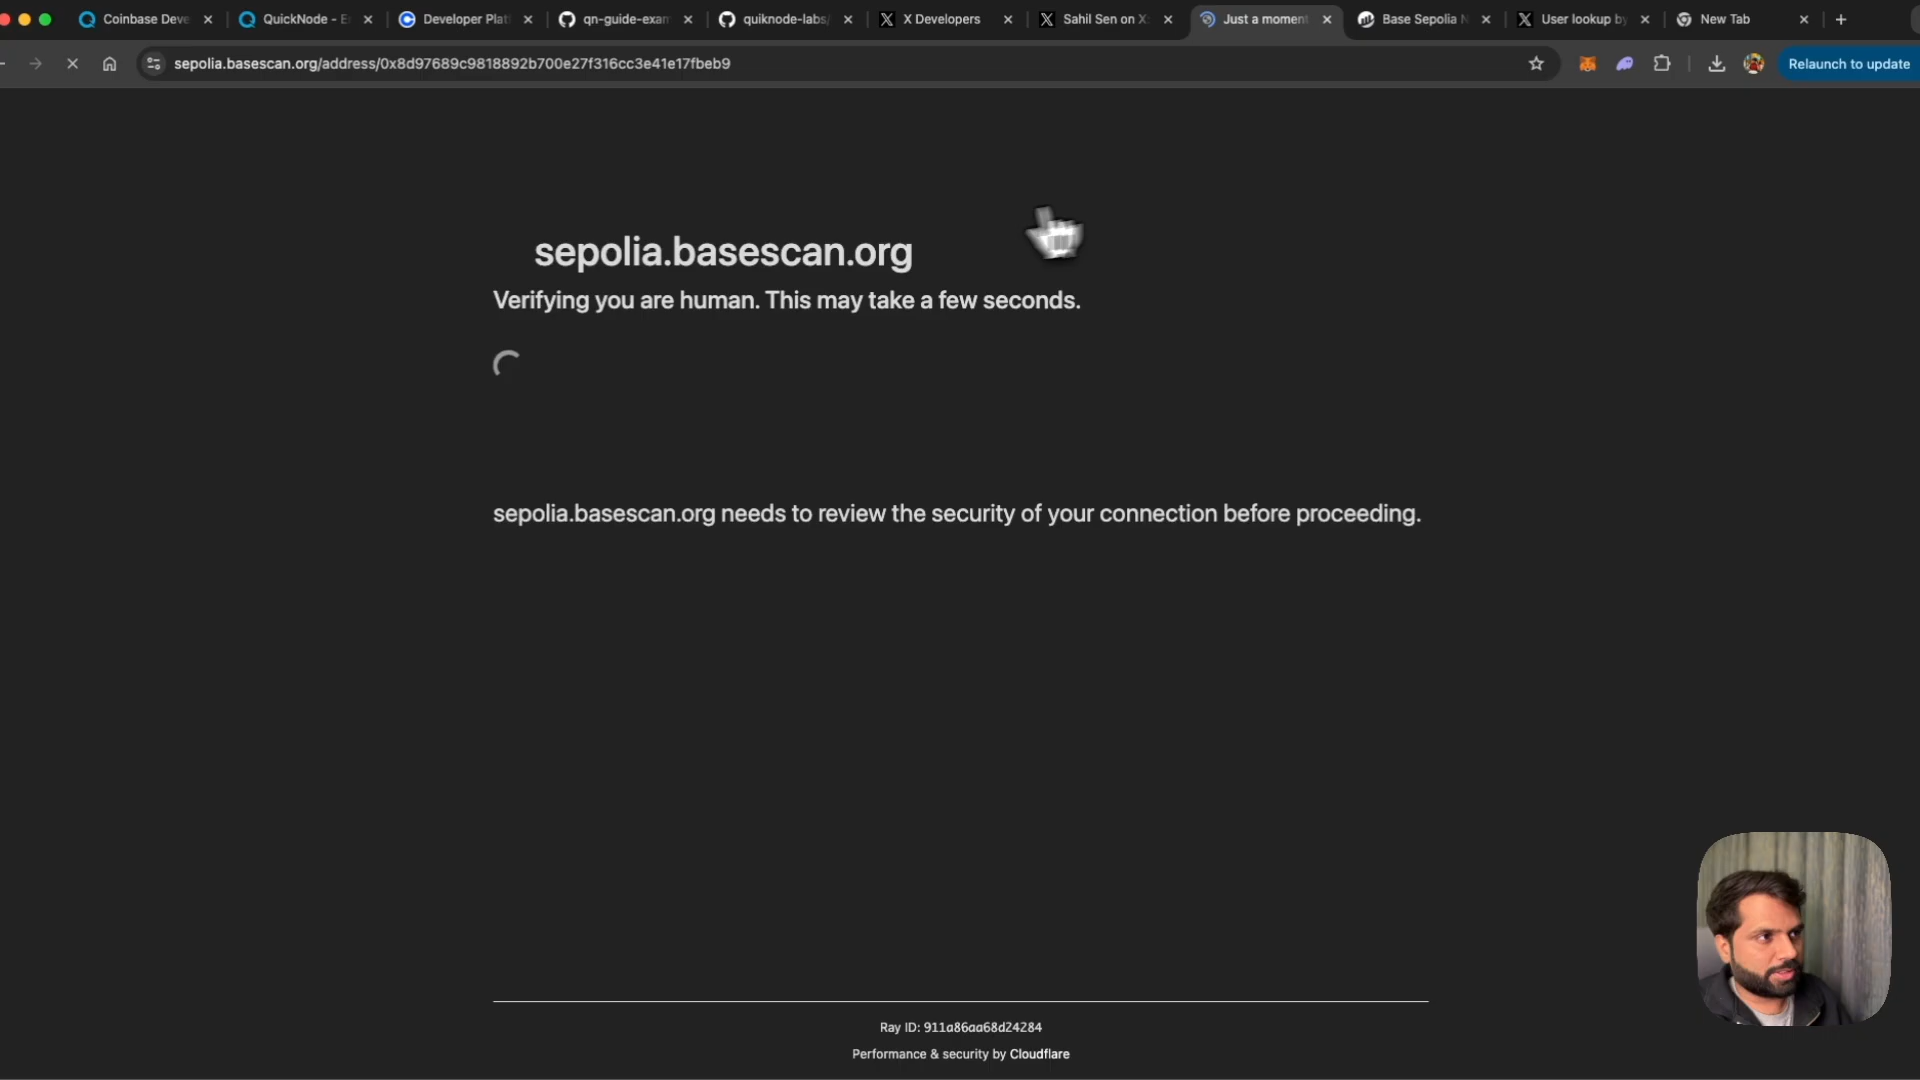 Coinbase Deve
QuickNode - E
Developer Plat
qn-guide-exam
quiknode-labs/
X Developers
Sahil Sen on X
Just a moment
Base Sepolia N
User lookup by
New Tab
sepolia.basescan.org/address/0x8d97689c9818892b700e27f316cc3e41e17fbeb9
Relaunch to update
sepolia.basescan.org
Verifying you are human. This may take a few seconds.
sepolia.basescan.org needs to review the security of your connection before proceeding.
Ray ID: 911a86aa68d24284
Performance & security by Cloudflare